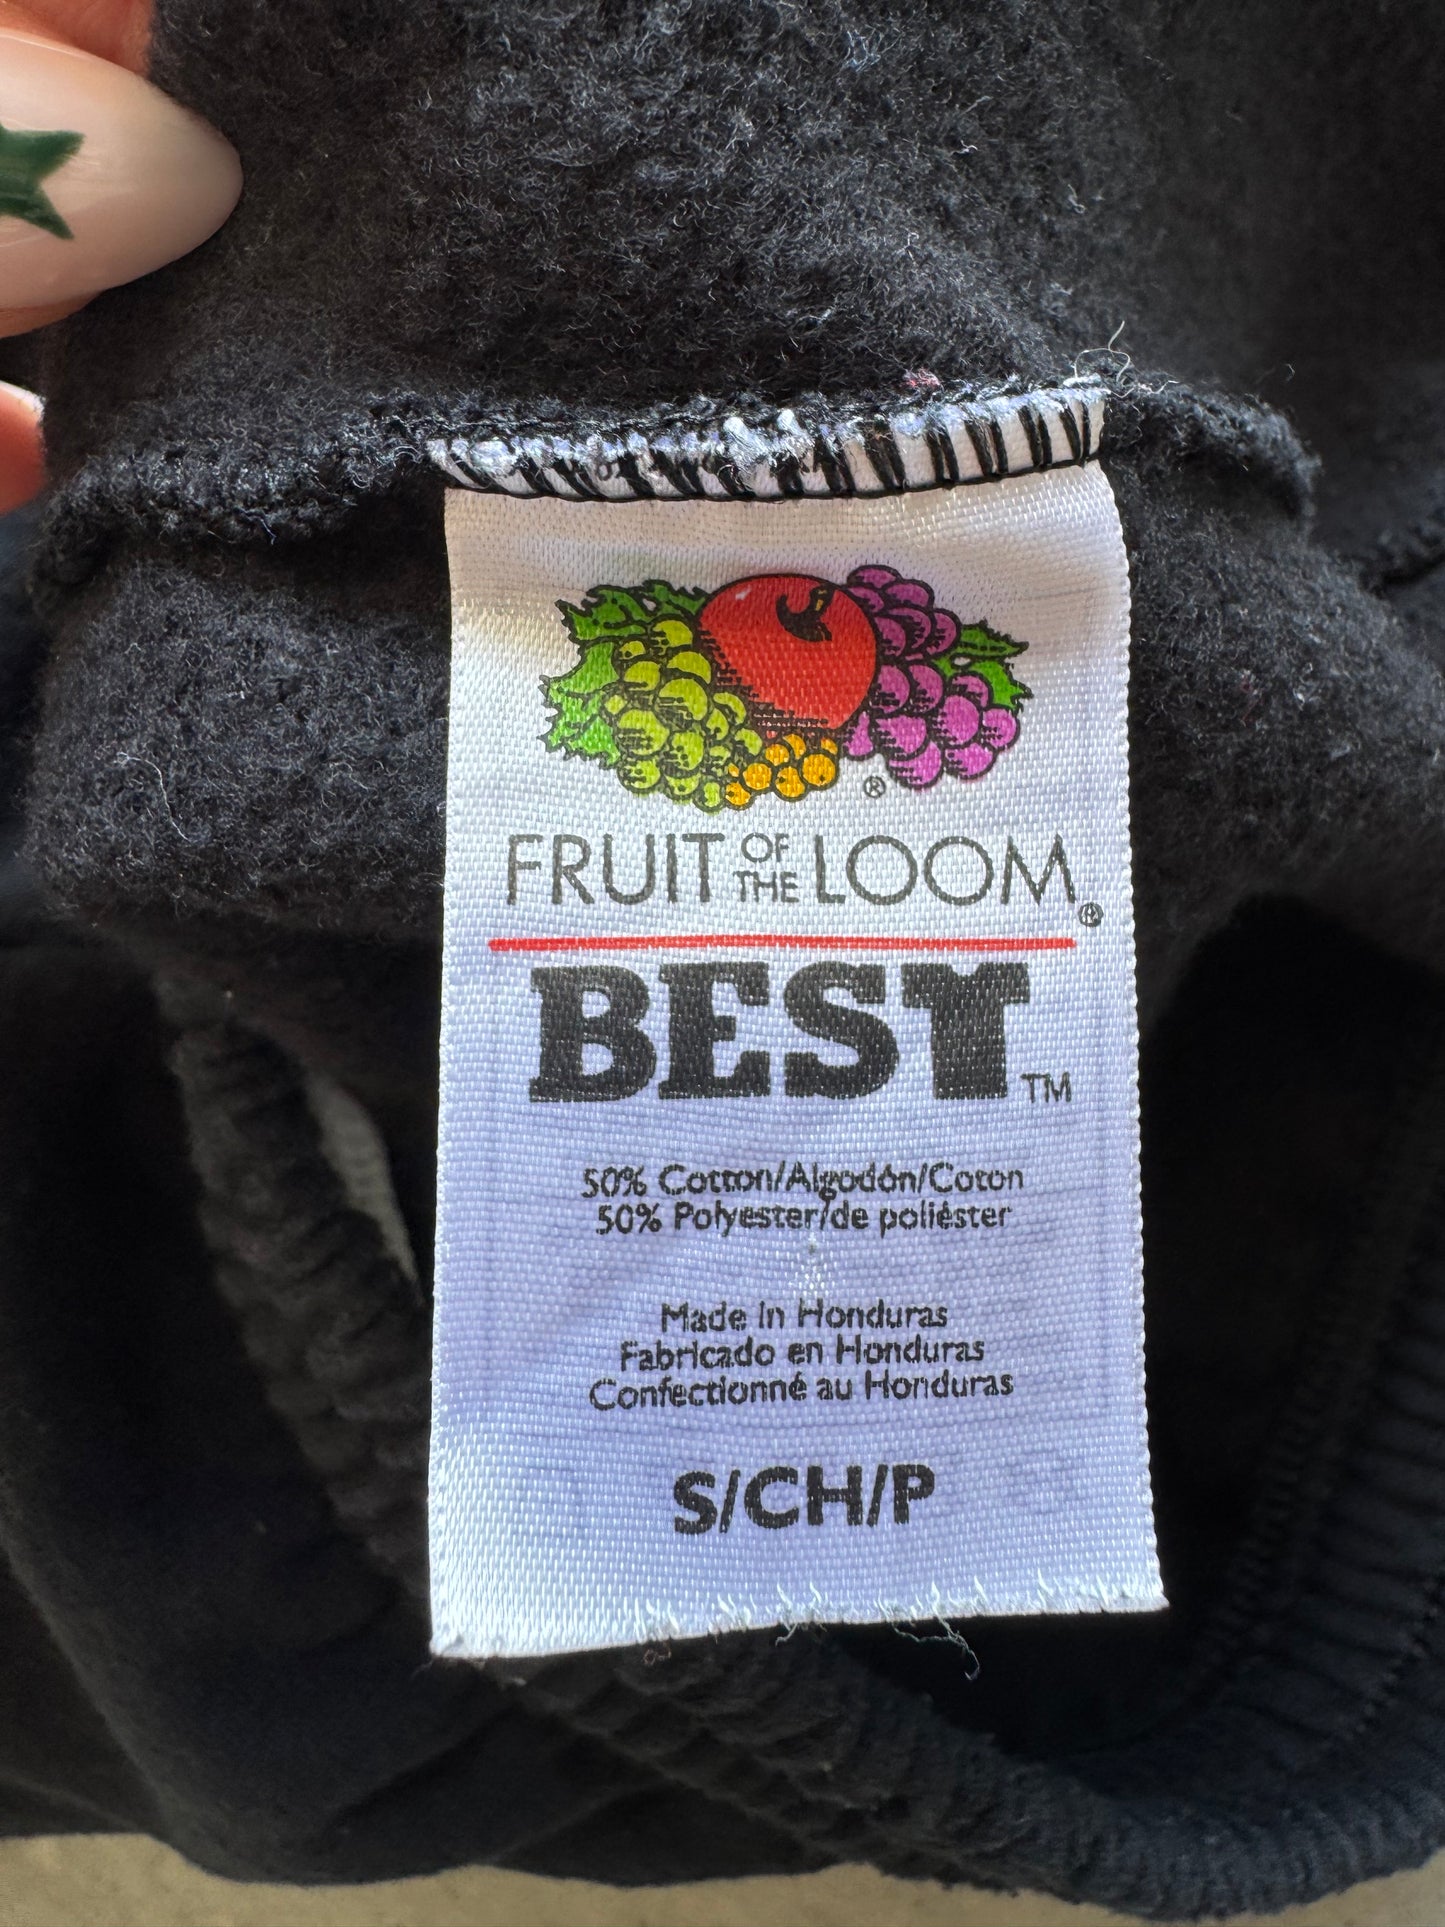 ®
FRUIT OF THE LOOM®
BEST™
50% Cotton/Algodón/Coton
50% Polyester/de poliéster
Made in Honduras
Fabricado en Honduras
Confectionné au Honduras
S/CH/P